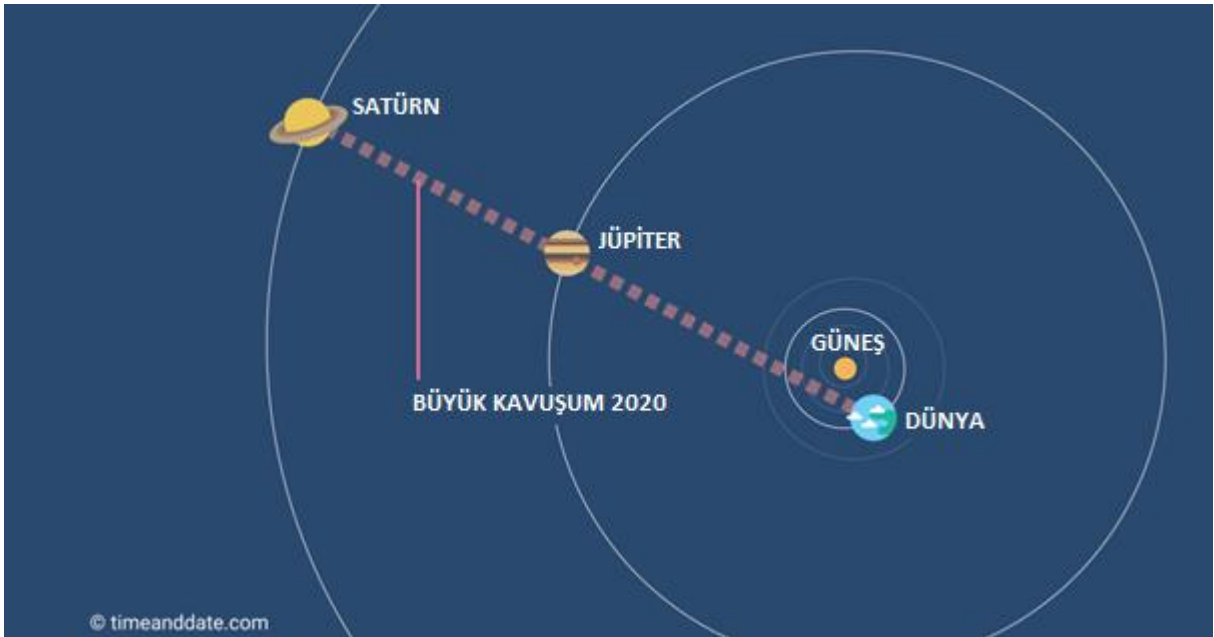 SATÜRN
JÜPİTER
GÜNEŞ
BÜYÜK KAVUŞUM 2020
DÜNYA
© timeanddate.com